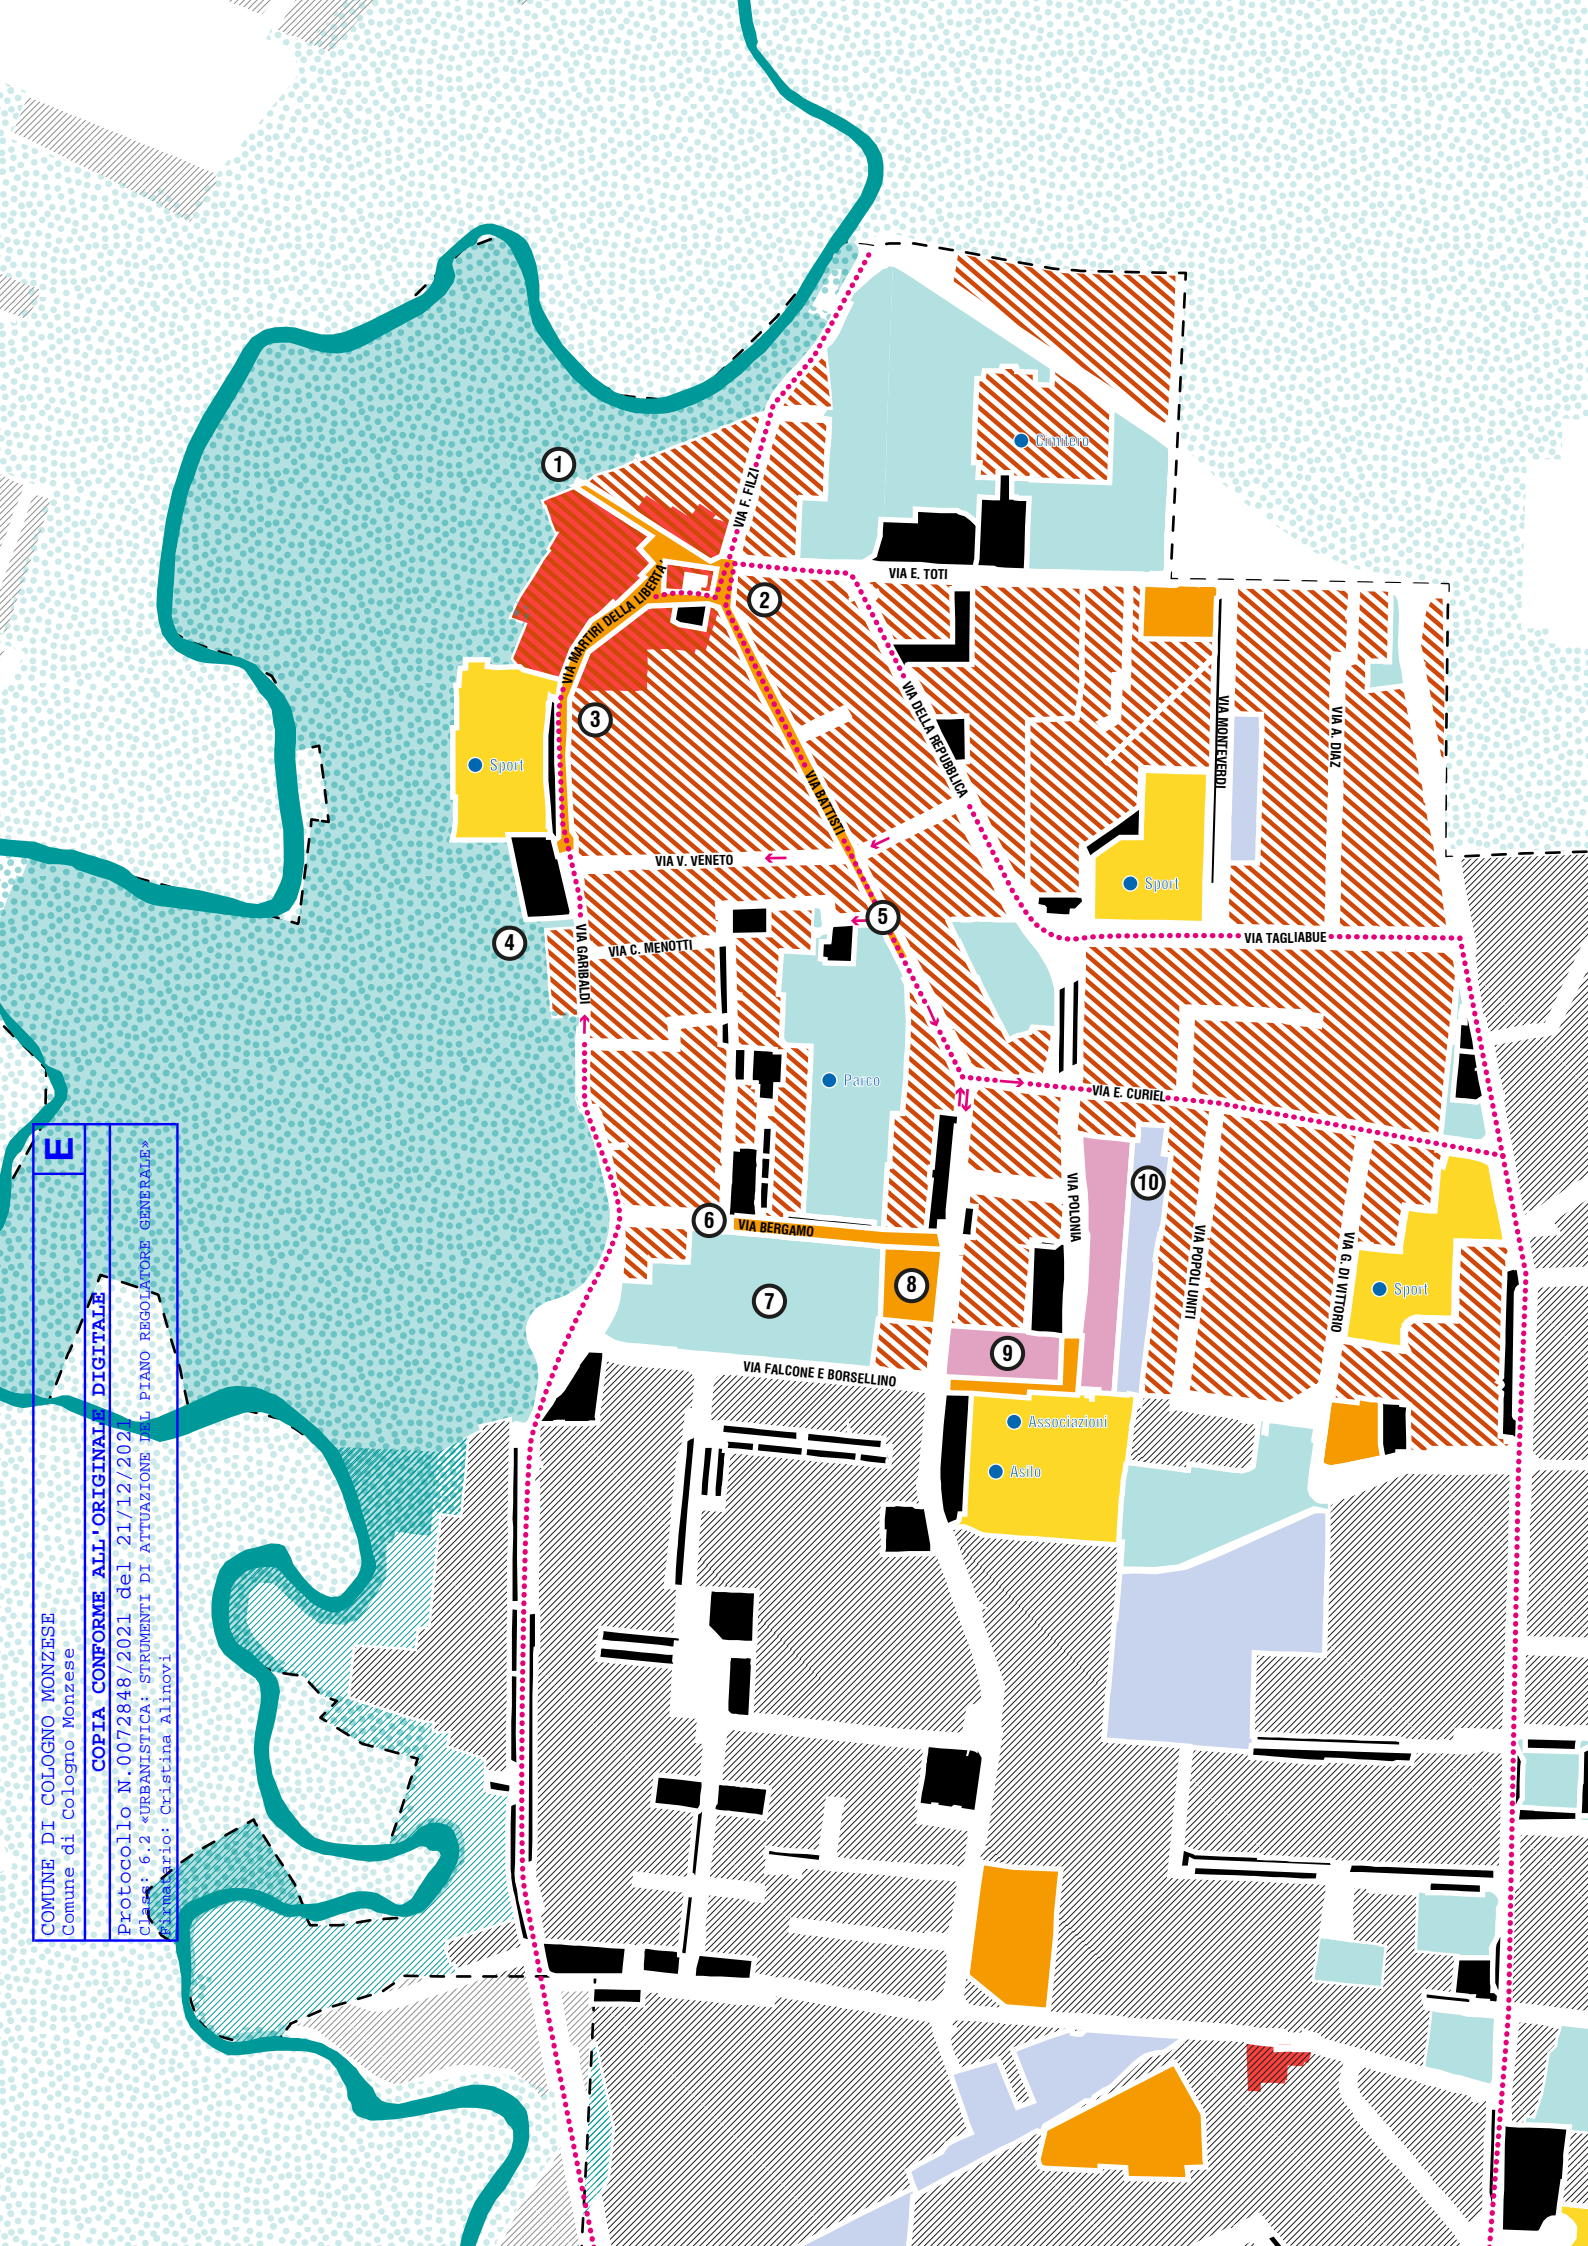 Cimitero
1
VIA F. FILZI
VIA E. TOTI
2
VIA MARTIRI DELLA LIBERTA'
3
Sport
VIA DELLA REPUBBLICA
VIA MONTEVERDI
VIA A. DIAZ
VIA BATTISTI
VIA V. VENETO
Sport
5
4
VIA C. MENOTTI
VIA GARIBALDI
VIA TAGLIABUE
Parco
VIA E. CURIEL
10
VIA POLONIA
6
VIA BERGAMO
VIA POPOLI UNITI
VIA G. DI VITTORIO
8
7
Sport
9
VIA FALCONE E BORSELLINO
Associazioni
Asilo
E
COMUNE DI COLOGNO MONZESE
Comune di Cologno Monzese
COPIA CONFORME ALL'ORIGINALE DIGITALE
Protocollo N.0072848/2021 del 21/12/2021
Class: 6.2 «URBANISTICA: STRUMENTI DI ATTUAZIONE DEL PIANO REGOLATORE GENERALE»
Firmatario: Cristina Alinovi